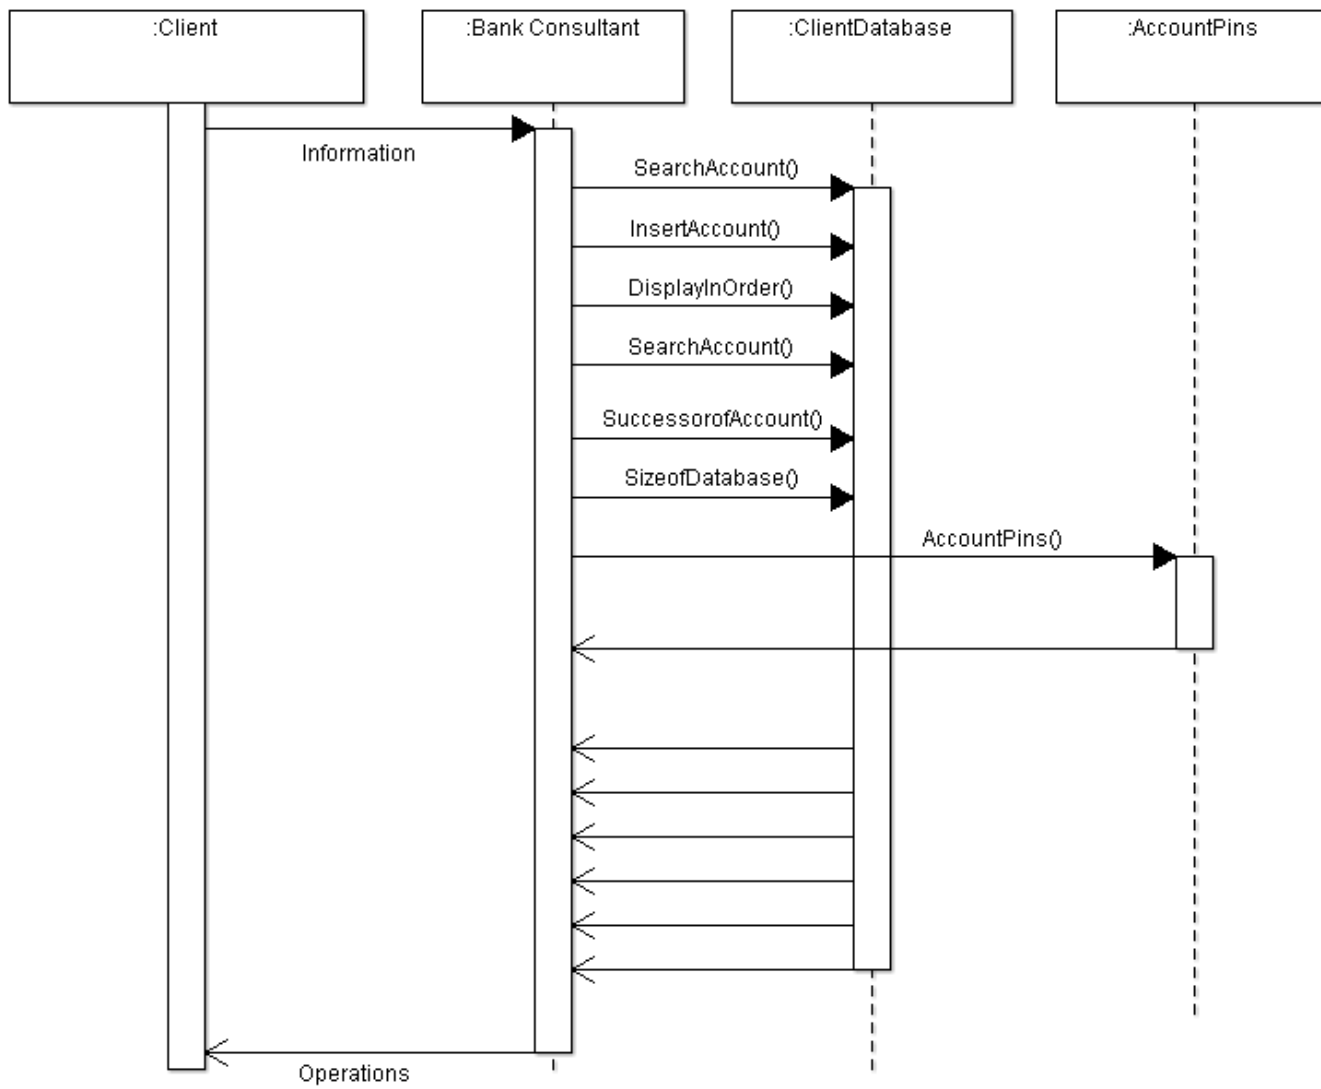 :Client
:Bank Consultant
:ClientDatabase
:AccountPins
Information
SearchAccount()
InsertAccount()
DisplayInOrder()
SearchAccount()
SuccessorofAccount()
SizeofDatabase()
AccountPins()
Operations